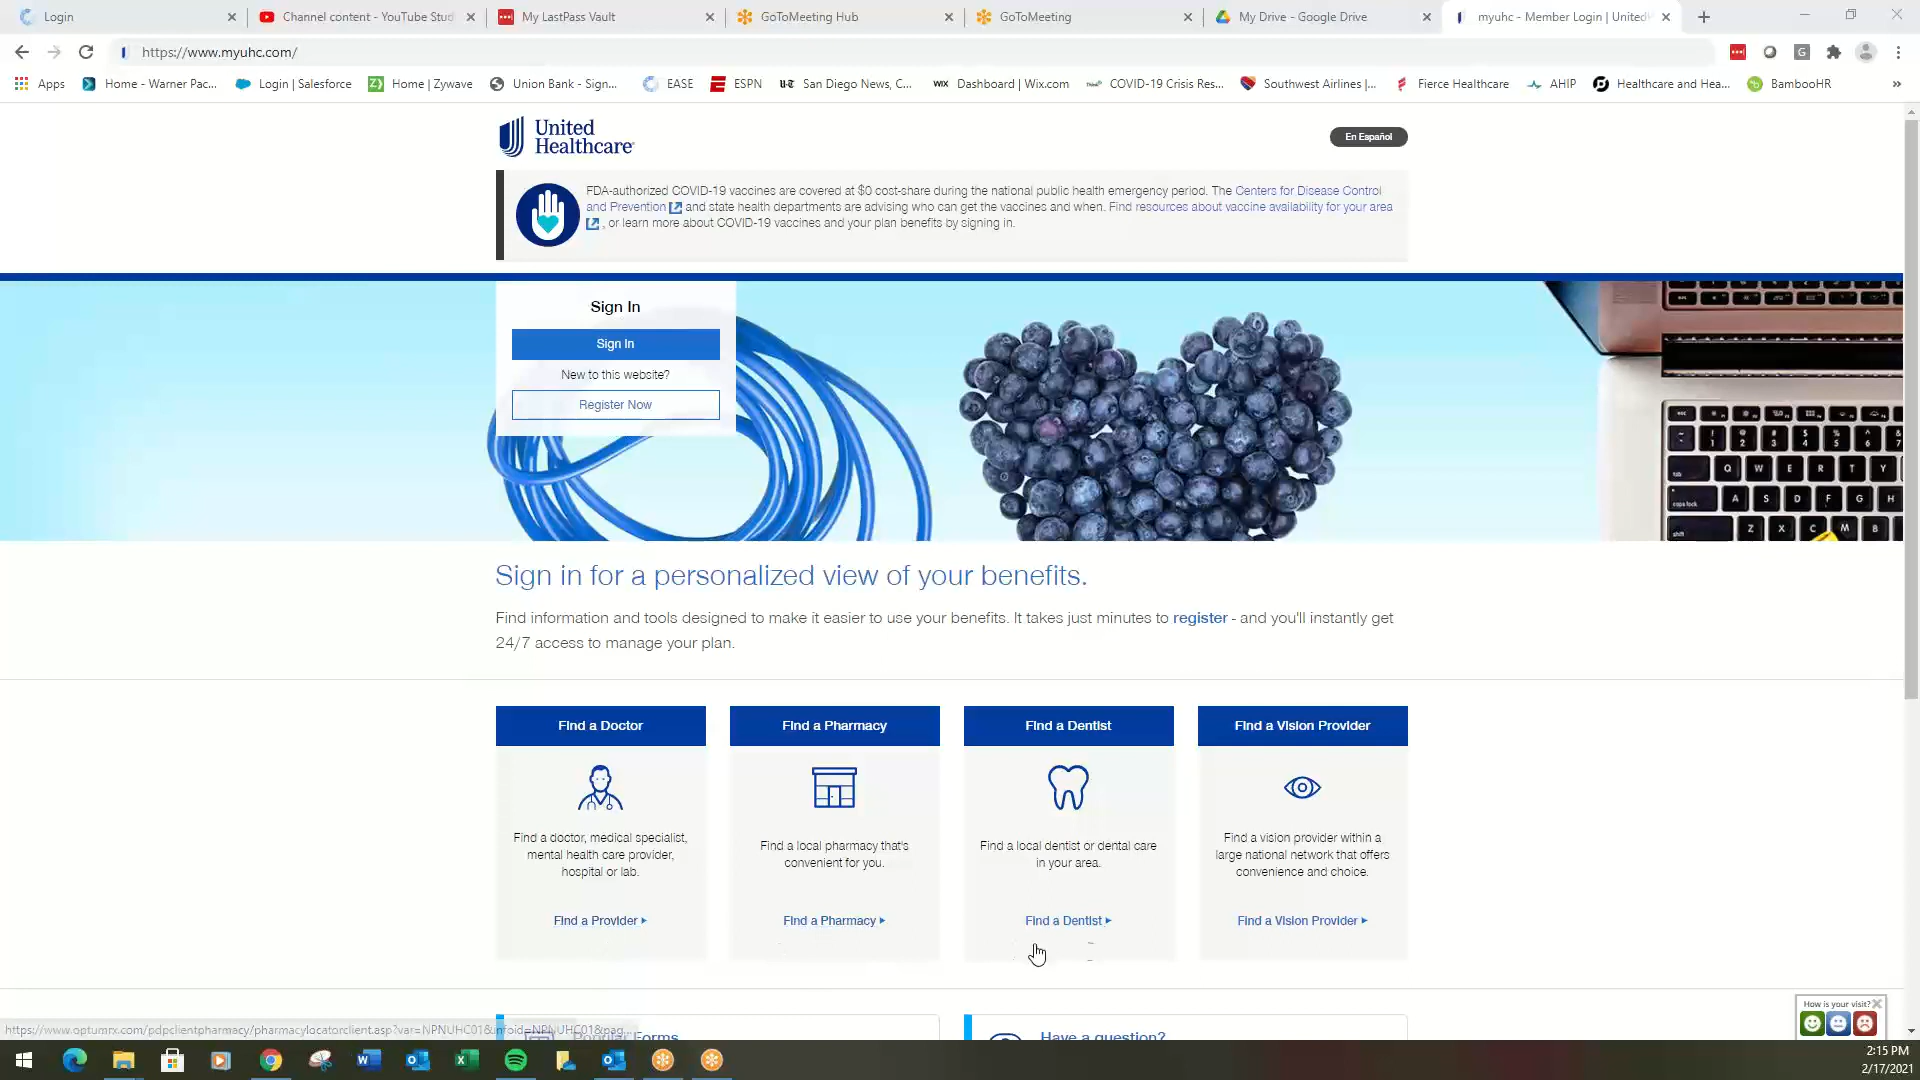 Login
Channel content - YouTube Stud
My LastPass Vault
GoToMeeting Hub
GoToMeeting
My Drive - Google Drive
myuhc - Member Login | United
https://www.myuhc.com/
Apps
Home - Warner Pac...
Login | Salesforce
Home | Zywave
Union Bank - Sign...
EASE
ESPN
San Diego News, C...
Dashboard | Wix.com
COVID-19 Crisis Res...
Southwest Airlines |...
Fierce Healthcare
AHIP
Healthcare and Hea...
BambooHR
United
Healthcare
En Español
FDA-authorized COVID-19 vaccines are covered at $0 cost-share during the national public health emergency period. The Centers for Disease Control
and Prevention and state health departments are advising who can get the vaccines and when. Find resources about vaccine availability for your area
, or learn more about COVID-19 vaccines and your plan benefits by signing in.
Sign In
Sign In
New to this website?
Register Now
Sign in for a personalized view of your benefits.
Find information and tools designed to make it easier to use your benefits. It takes just minutes to register - and you'll instantly get
24/7 access to manage your plan.
Find a Doctor
Find a Pharmacy
Find a Dentist
Find a Vision Provider
Find a doctor, medical specialist,
mental health care provider,
hospital or lab.
Find a local pharmacy that's
convenient for you.
Find a local dentist or dental care
in your area.
Find a vision provider within a
large national network that offers
convenience and choice.
Find a Provider
Find a Pharmacy
Find a Dentist
Find a Vision Provider
How is your visit?
Popular Forms
Have a question?
2:15 PM
2/17/2021